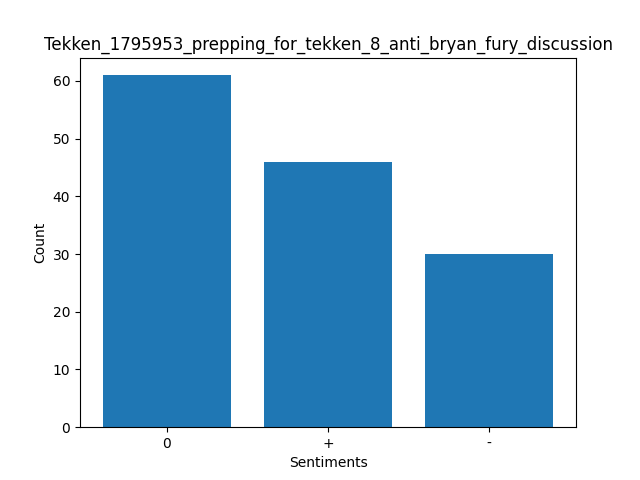 Tekken_1795953_prepping_for_tekken_8_anti_bryan_fury_discussion
60
50
40
30
20
10
0
Count
0 + -
Sentiments